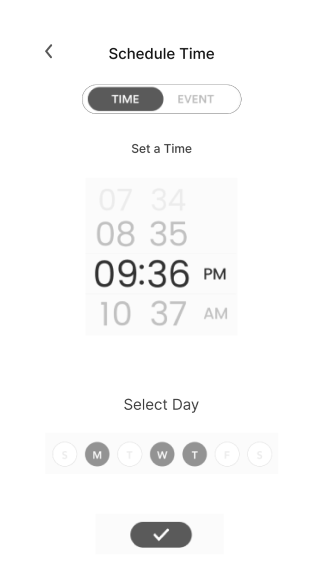 Schedule Time
TIME EVENT
Set a Time
07 34
08 35
09:36 PM
10 37 AM
Select Day
S M T W T F S